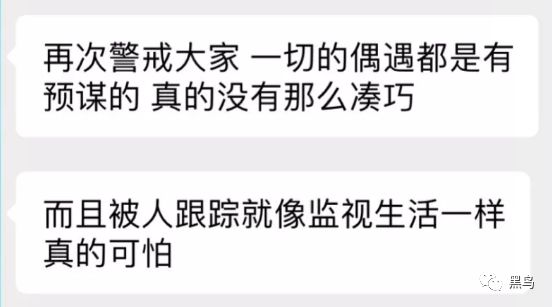 再次警戒大家 一切的偶遇都是有
预谋的 真的没有那么凑巧
而且被人跟踪就像监视生活一样
真的可怕
黑鸟